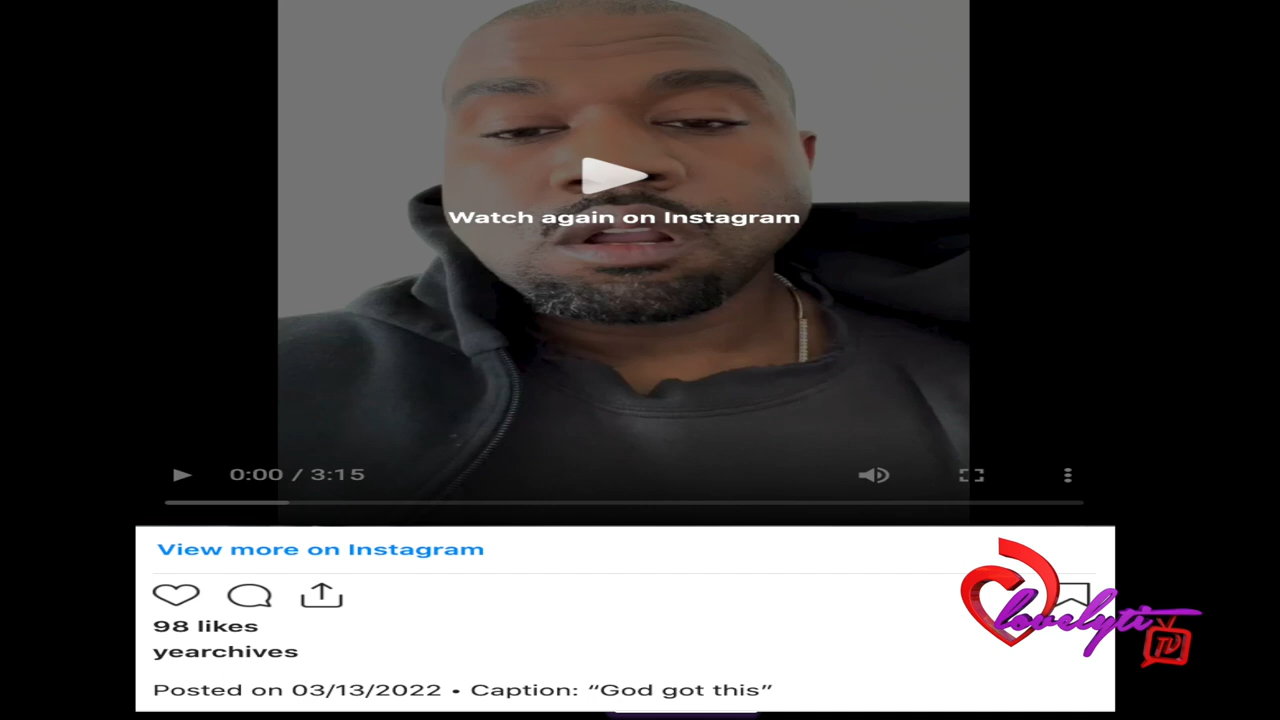 Watch again on Instagram
0:00 / 3:15
View more on Instagram
98 likes
yearchives
lovelyti
TV
Posted on 03/13/2022 • Caption: “God got this”